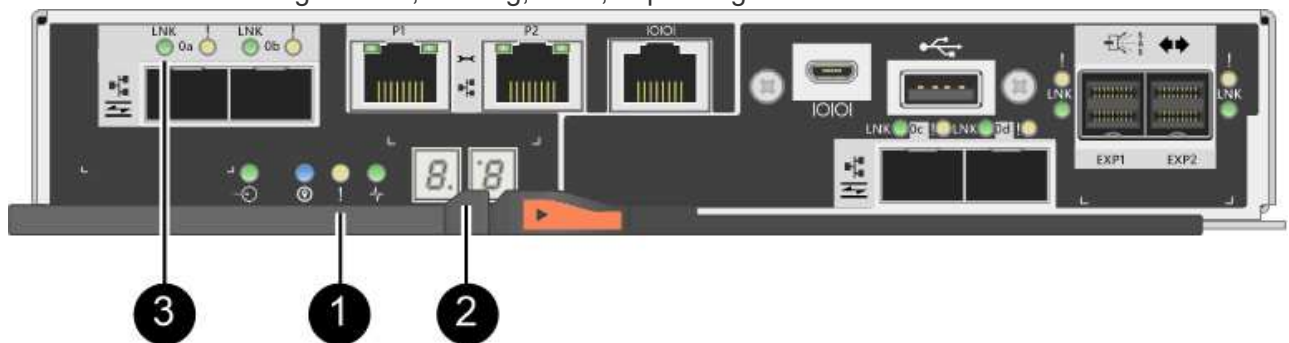 LNK ! LNK !
0a 0b
P1 P2 IOIOI
IOIOI
SAS
! !
LNK LNK
LNK 0c ! LNK 0d !
EXP1 EXP2
!
8. 8
3 1 2